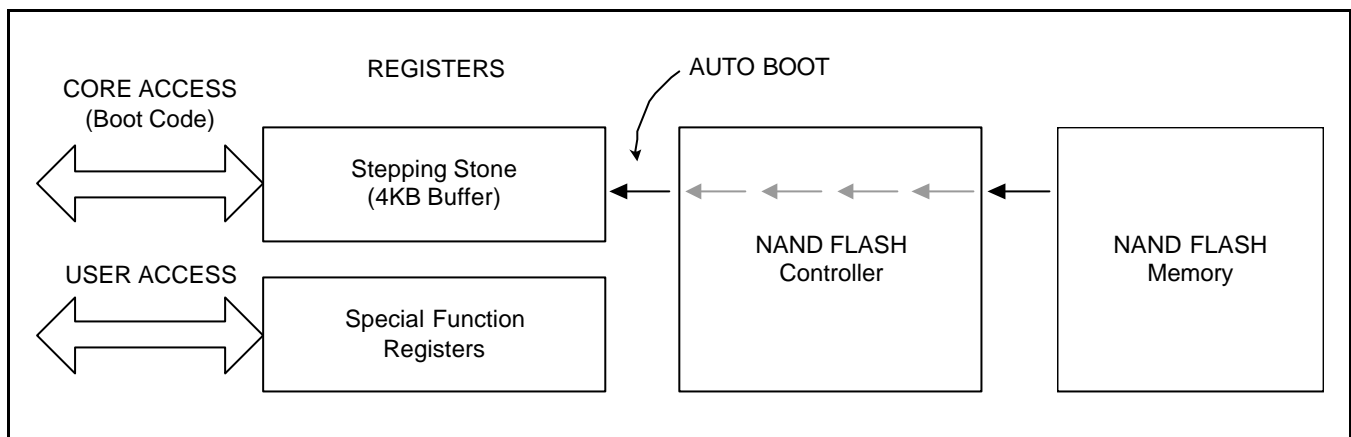 REGISTERS
AUTO BOOT
CORE ACCESS
(Boot Code)
Stepping Stone
(4KB Buffer)
NAND FLASH
Controller
NAND FLASH
Memory
USER ACCESS
Special Function
Registers